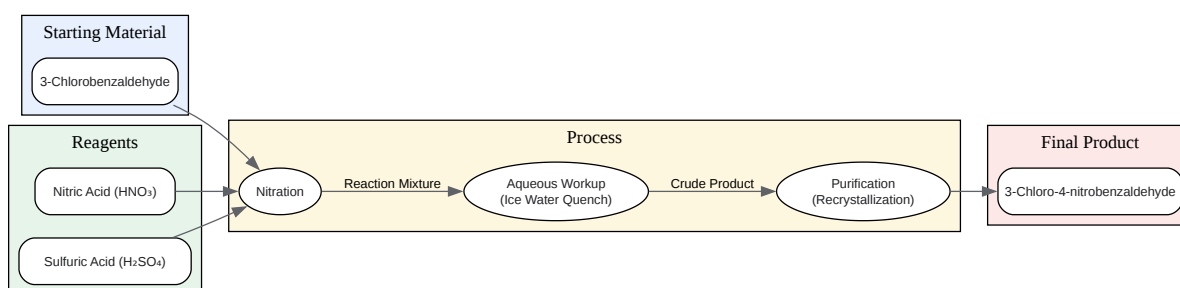 Starting Material
3-Chlorobenzaldehyde
Reagents
Nitric Acid (HNO₃)
Sulfuric Acid (H₂SO₄)
Process
Nitration
Reaction Mixture
Aqueous Workup
(Ice Water Quench)
Crude Product
Purification
(Recrystallization)
Final Product
3-Chloro-4-nitrobenzaldehyde